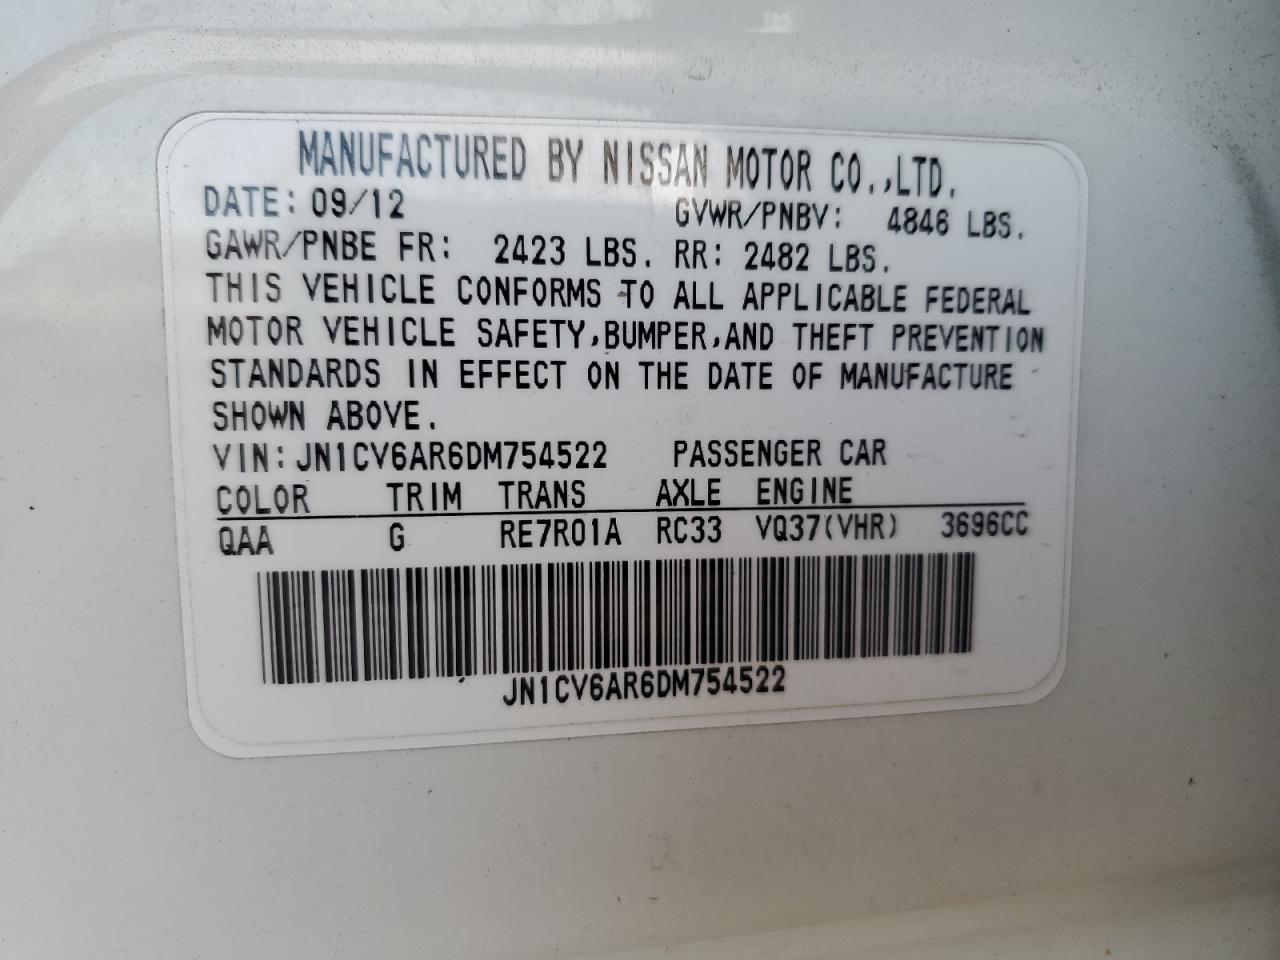 MANUFACTURED BY NISSAN MOTOR CO.,LTD.
DATE: 09/12 GVWR/PNBV: 4846 LBS.
GAWR/PNBE FR: 2423 LBS. RR: 2482 LBS.
THIS VEHICLE CONFORMS TO ALL APPLICABLE FEDERAL
MOTOR VEHICLE SAFETY,BUMPER,AND THEFT PREVENTION
STANDARDS IN EFFECT ON THE DATE OF MANUFACTURE
SHOWN ABOVE.
VIN: JN1CV6AR6DM754522 PASSENGER CAR
COLOR TRIM TRANS AXLE ENGINE
QAA G RE7R01A RC33 VQ37(VHR) 3696CC
JN1CV6AR6DM754522